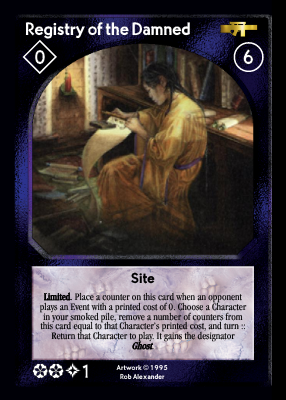 Registry of the Damned
0
6
Site
Limited. Place a counter on this card when an opponent
plays an Event with a printed cost of 0. Choose a Character
in your smoked pile, remove a number of counters from
this card equal to that Character's printed cost, and turn ::
Return that Character to play. It gains the designator
Ghost.
1
Artwork © 1995
Rob Alexander